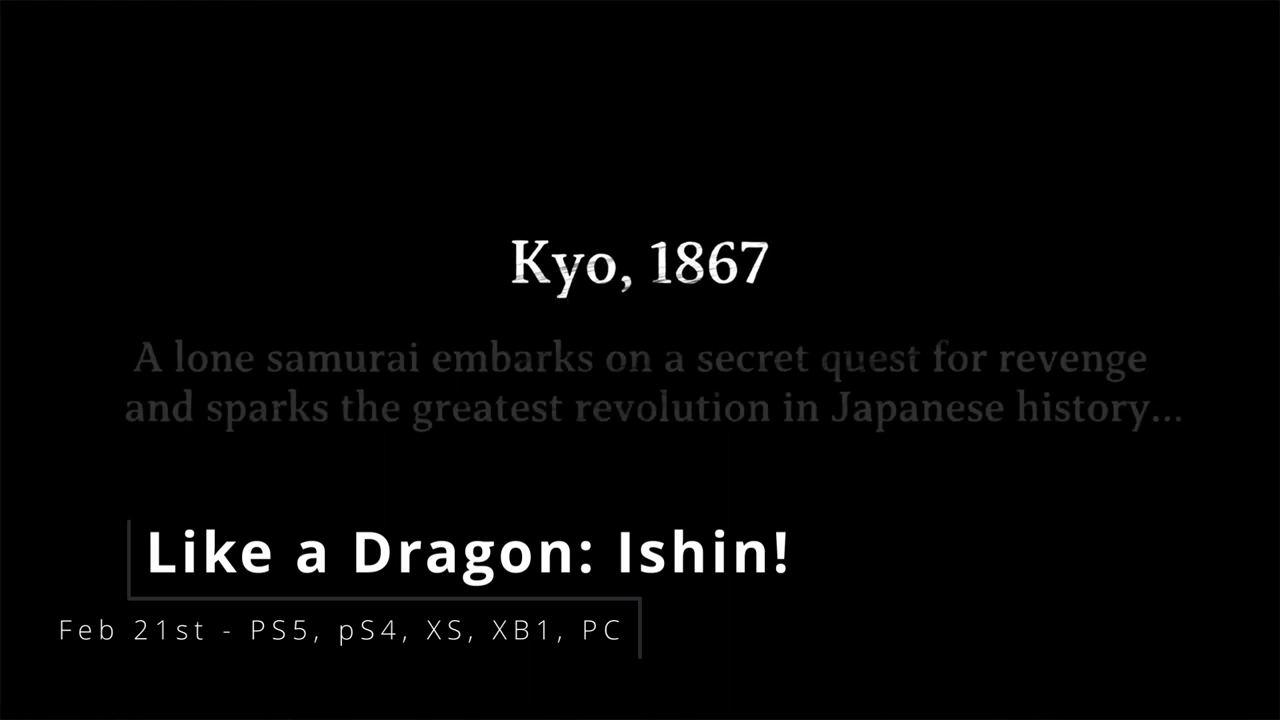 Kyo, 1867
A lone samurai embarks on a secret quest for revenge
and sparks the greatest revolution in Japanese history...
Like a Dragon: Ishin!
Feb 21st - PS5, pS4, XS, XB1, PC